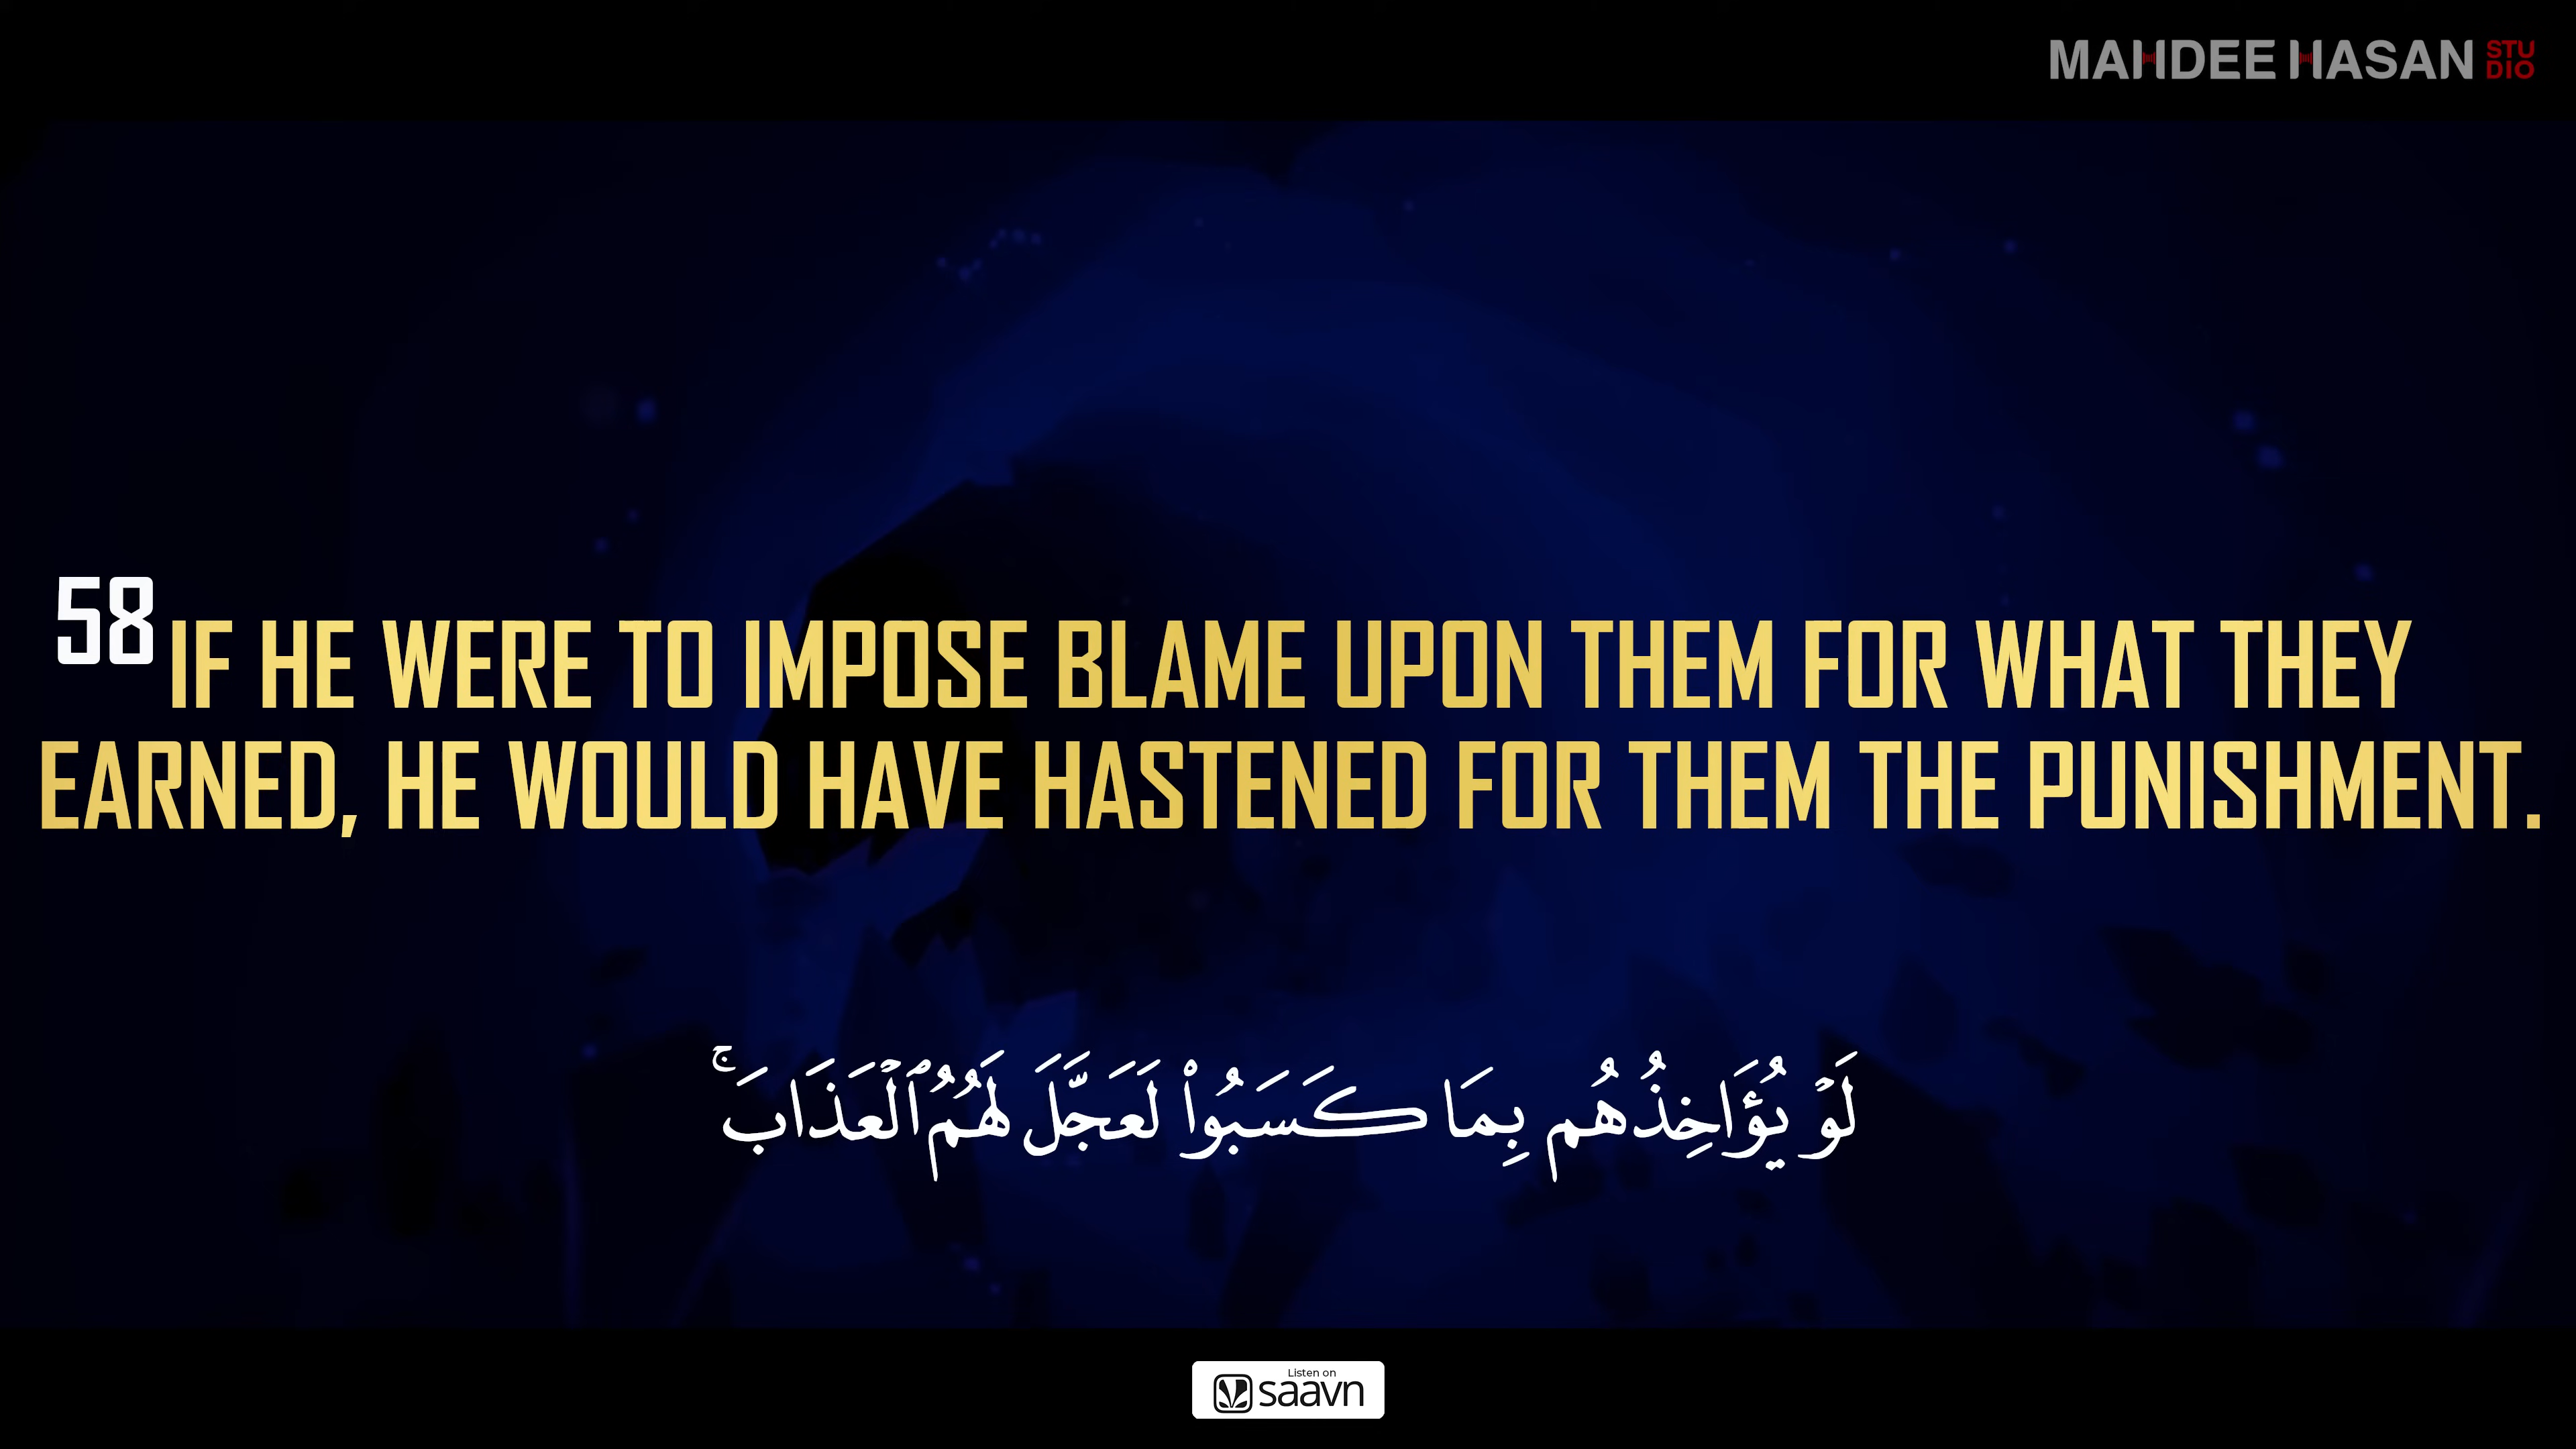 MAHDEE HASAN STUDIO
58 IF HE WERE TO IMPOSE BLAME UPON THEM FOR WHAT THEY
EARNED, HE WOULD HAVE HASTENED FOR THEM THE PUNISHMENT.
لَوْ يُؤَاخِذُهُم بِمَا كَسَبُوا۟ لَعَجَّلَ لَهُمُ ٱلْعَذَابَ ۚ
Listen on
saavn